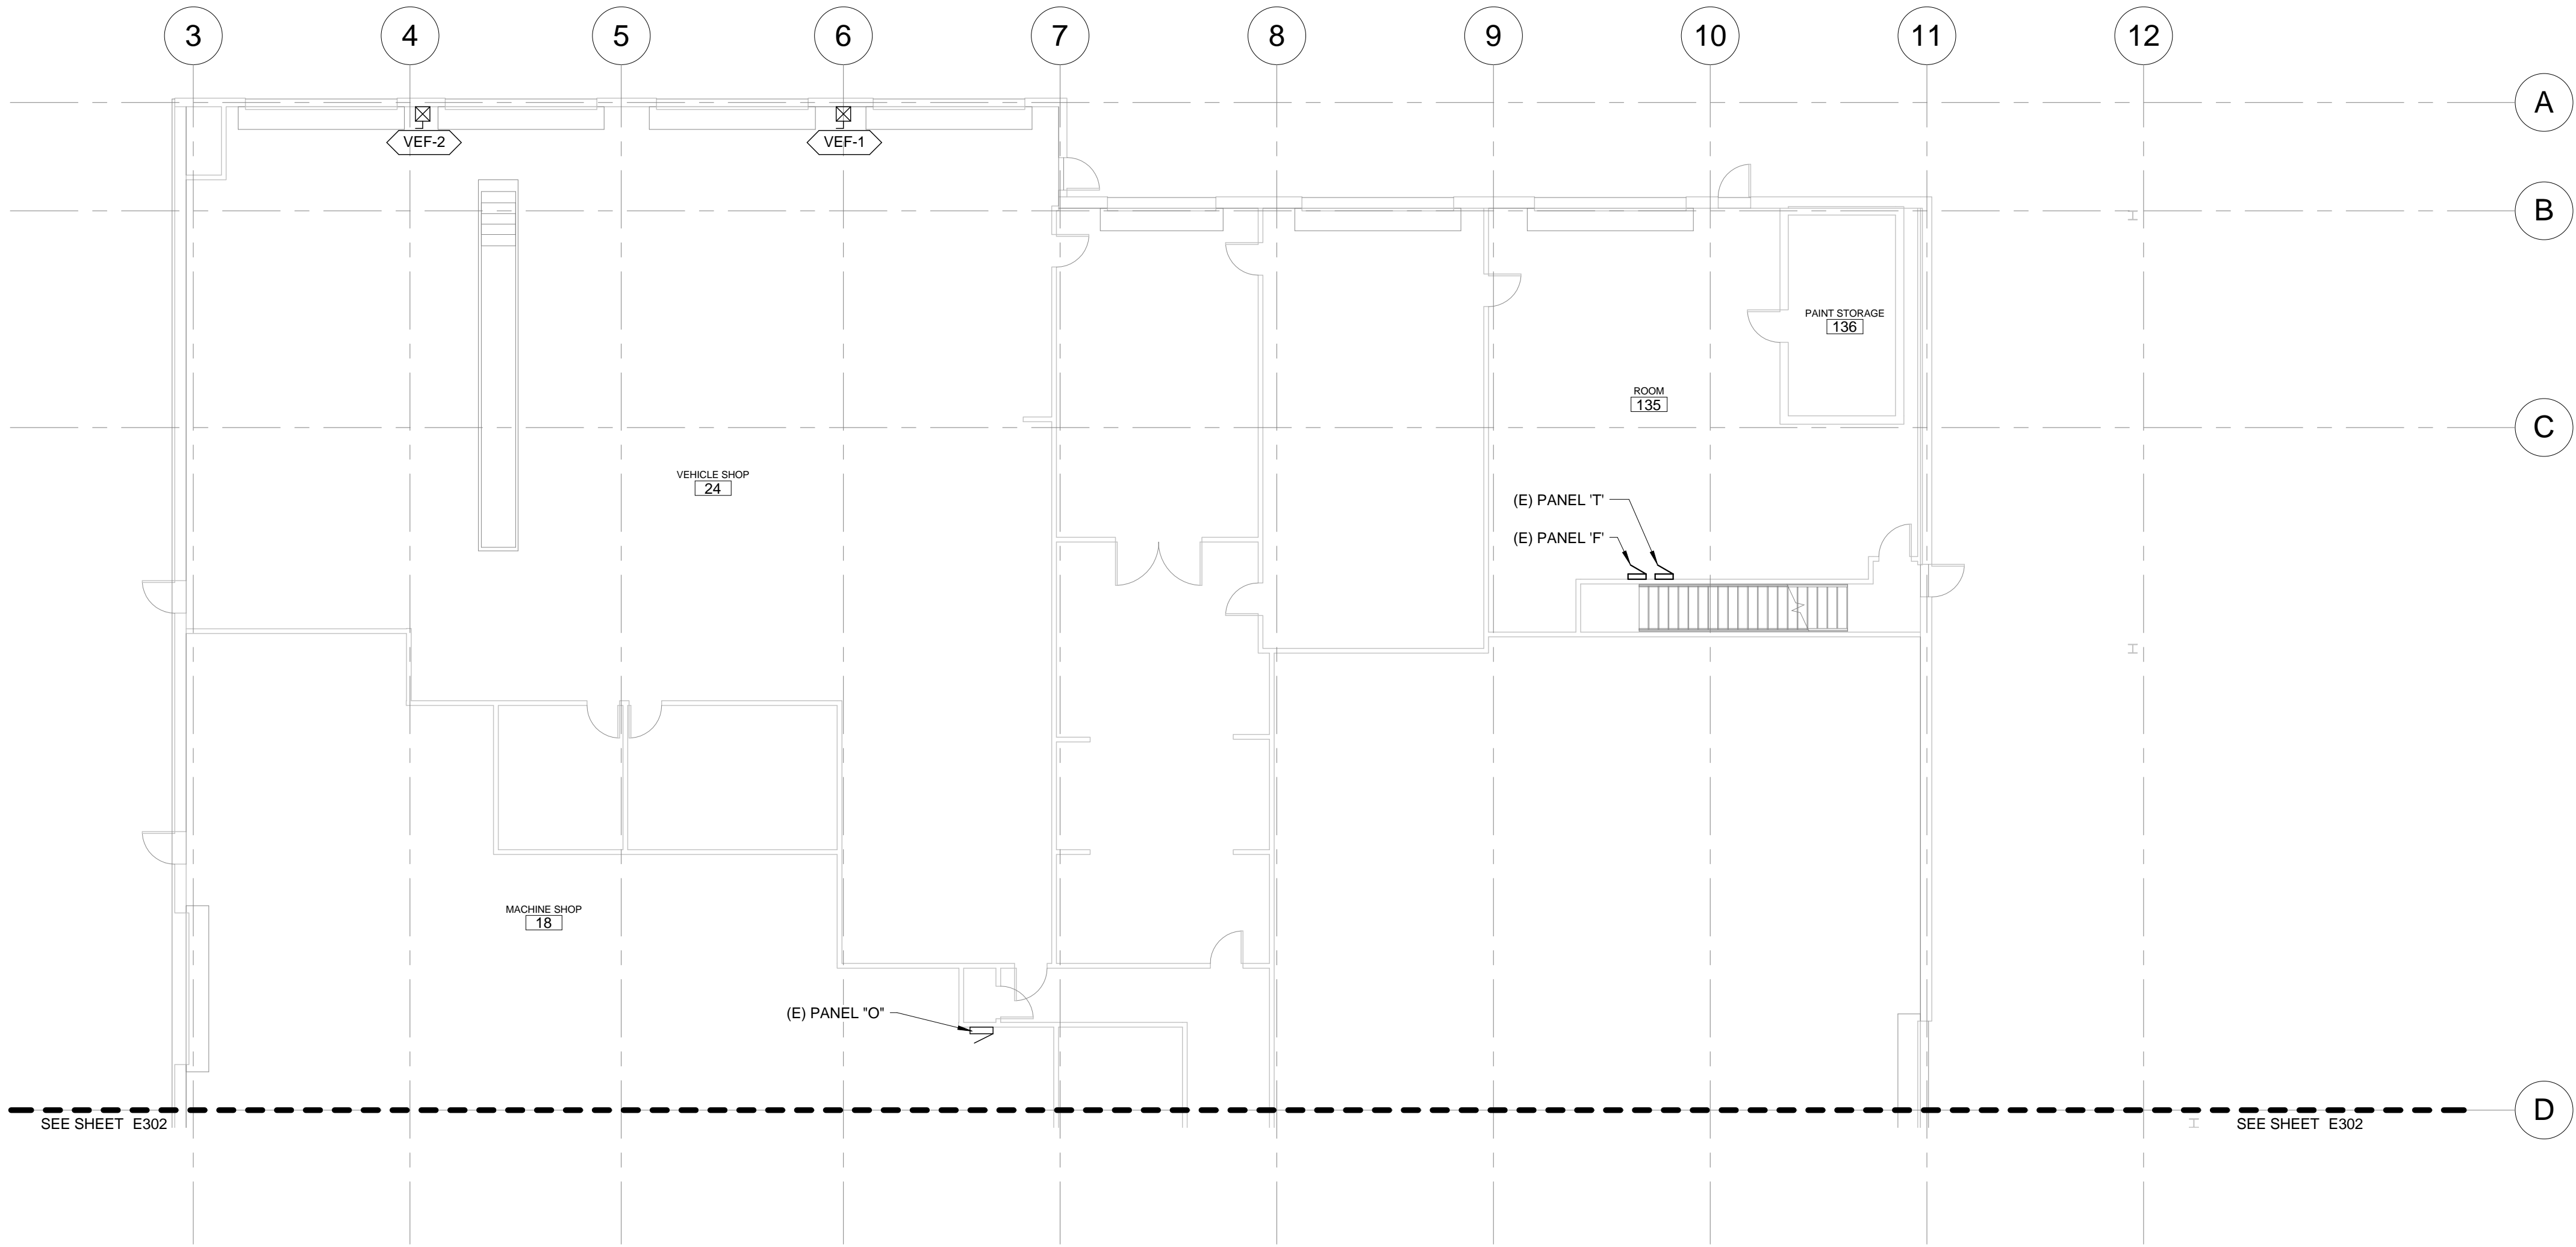 3
4
5
6
7
8
9
10
11
12
A
VEF-2
VEF-1
B
PAINT STORAGE
136
ROOM
135
C
VEHICLE SHOP
24
(E) PANEL 'T'
(E) PANEL 'F'
MACHINE SHOP
18
(E) PANEL "O"
D
SEE SHEET E302
SEE SHEET E302